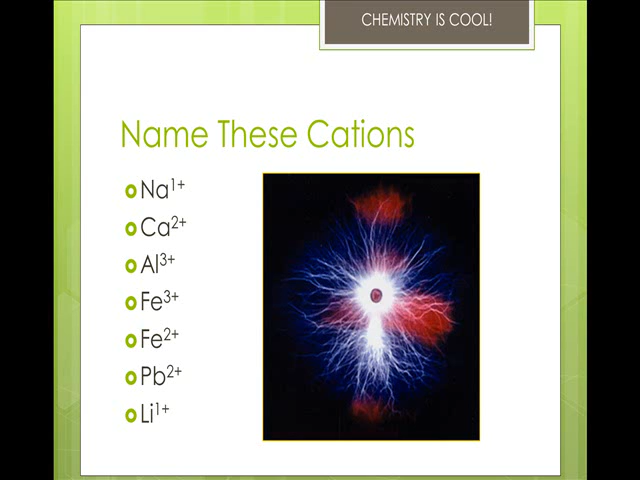 CHEMISTRY IS COOL!
Name These Cations
Na¹⁺
Ca²⁺
Al³⁺
Fe³⁺
Fe²⁺
Pb²⁺
Li¹⁺